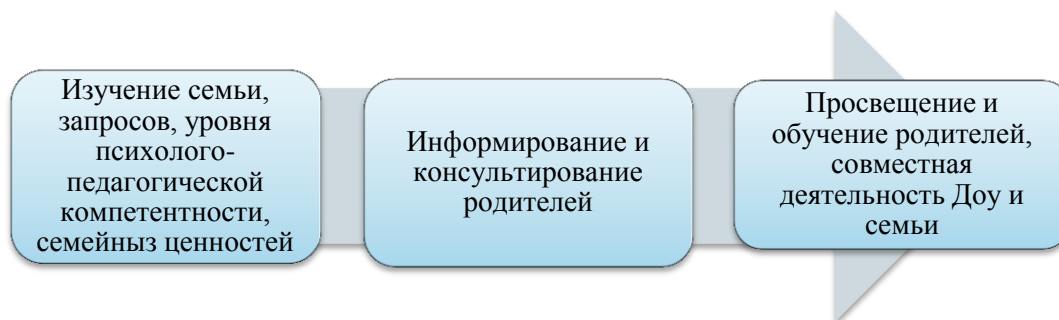 Изучение семьи,
запросов, уровня
психолого-
педагогической
компетентности,
семейныз ценностей
Информирование и
консультирование
родителей
Просвещение и
обучение родителей,
совместная
деятельность Доу и
семьи